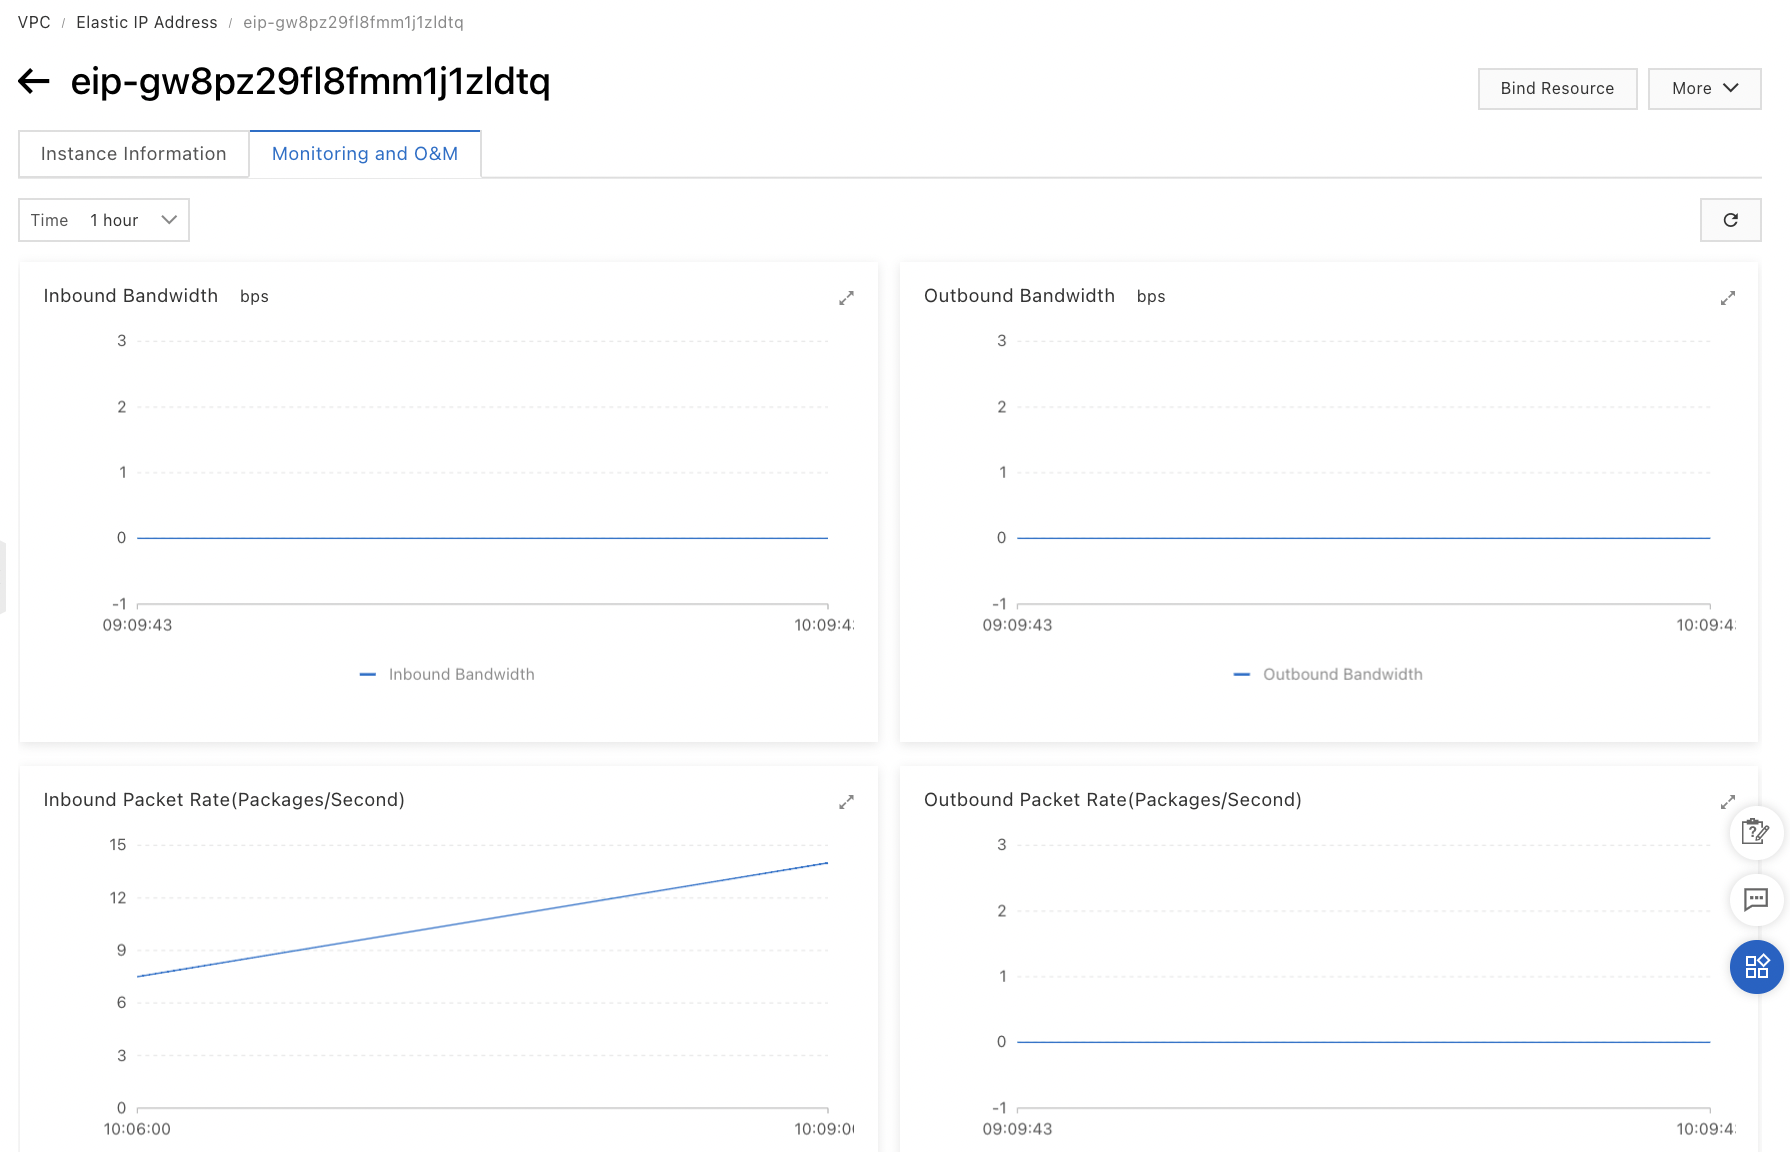 VPC / Elastic IP Address / eip-gw8pz29fl8fmm1j1zldtq
eip-gw8pz29fl8fmm1j1zldtq
Bind Resource
More
Instance Information
Monitoring and O&M
Time 1 hour
Inbound Bandwidth bps
3
2
1
0
-1
09:09:43
10:09:4
Inbound Bandwidth
Outbound Bandwidth bps
3
2
1
0
-1
09:09:43
10:09:4
Outbound Bandwidth
Inbound Packet Rate(Packages/Second)
15
12
9
6
3
0
10:06:00
10:09:0
Outbound Packet Rate(Packages/Second)
3
2
1
0
-1
09:09:43
10:09:4